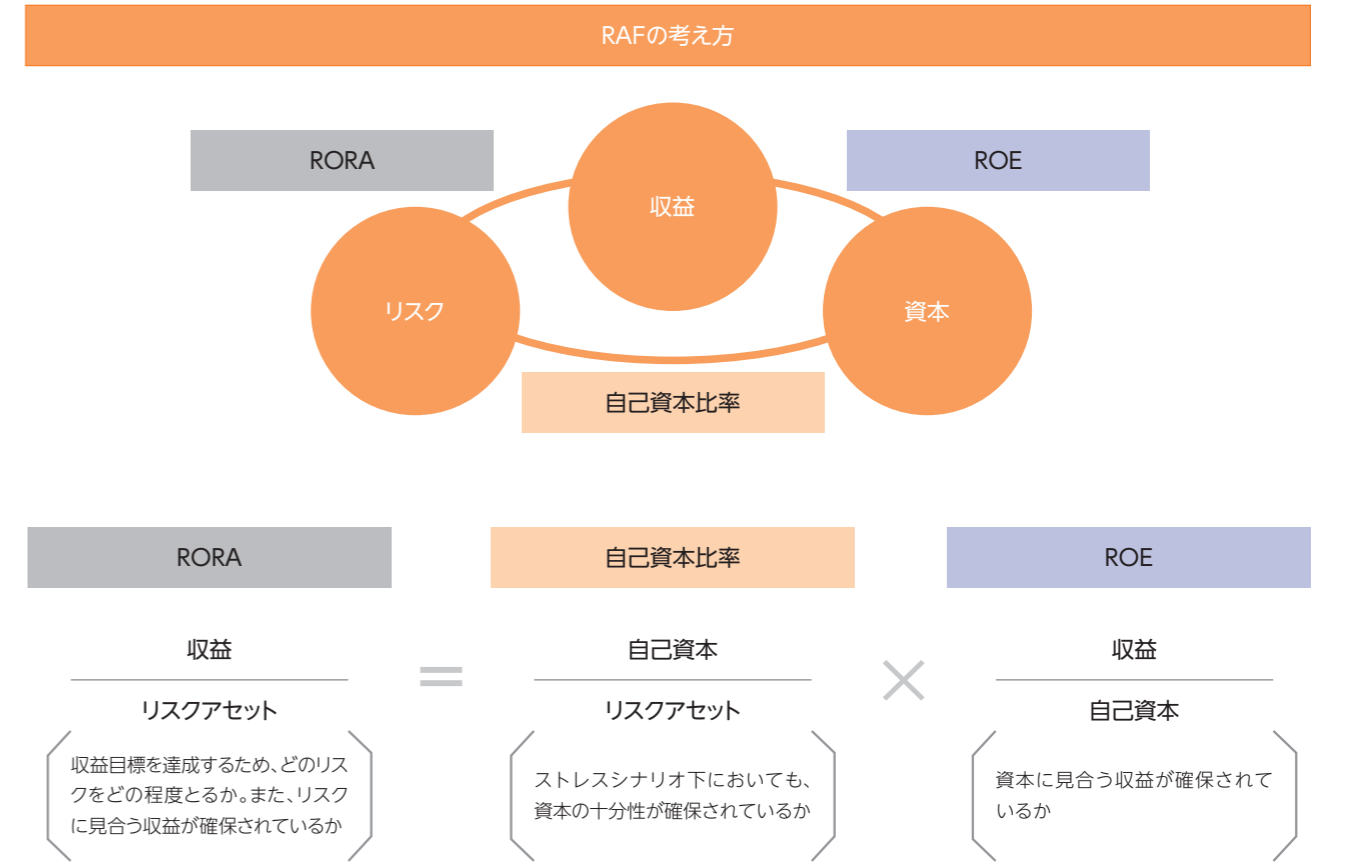 RAFの考え方
RORA
収益
ROE
リスク
資本
自己資本比率
RORA
自己資本比率
ROE
収益
リスクアセット
収益目標を達成するため、どのリス
クをどの程度とるか。また、リスク
に見合う収益が確保されているか
=
自己資本
リスクアセット
ストレスシナリオ下においても、
資本の十分性が確保されているか
×
収益
自己資本
資本に見合う収益が確保されて
いるか